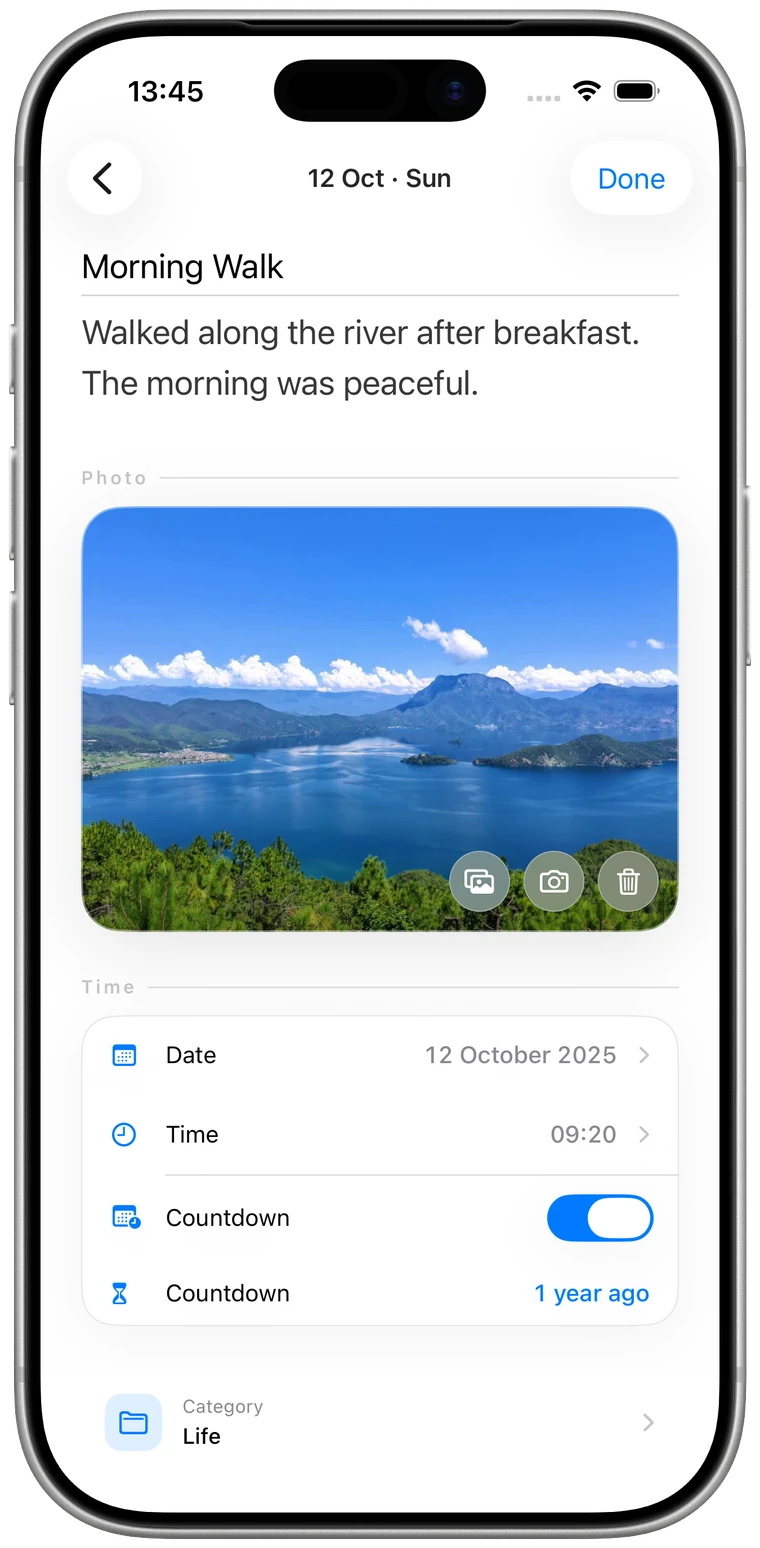 13:45
12 Oct · Sun
Done
Morning Walk
Walked along the river after breakfast.
The morning was peaceful.
Photo
Time
Date 12 October 2025
Time 09:20
Countdown
Countdown 1 year ago
Category
Life